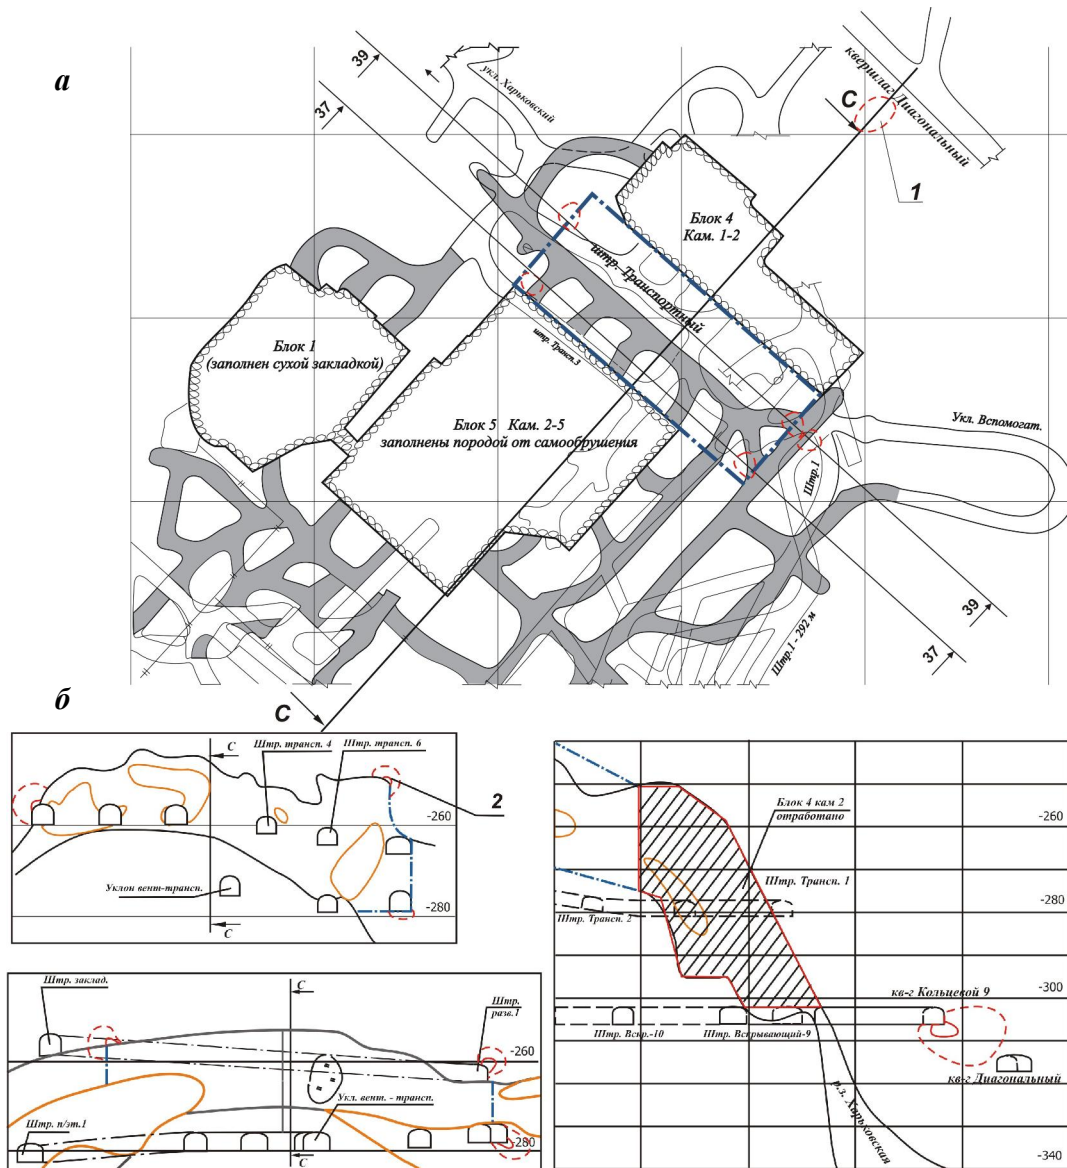 а
39
37
укл. Харьковский
квершлаг Диагональный
С
1
Блок 4
Кам. 1-2
штр. Транспортный
штр. Трансп.3
Блок 1
(заполнен сухой закладкой)
Блок 5 Кам. 2-5
заполнены породой от самообрушения
Укл. Вспомогат.
Штр.1
Штр.1 - 292 м
39
37
С
б
С
Штр. трансп. 4
Штр. трансп. 6
2
-260
Уклон вент-трансп.
-280
С
Штр. заклад.
С
Штр.
разв.1
-260
Укл. вент. - трансп.
Штр. п/эт.1
-280
С
Блок 4 кам 2
отработано
-260
Штр. Трансп. 1
-280
Штр. Трансп. 2
-300
кв-г Кольцевой 9
Штр. Вскр.-10
Штр. Вскрывающий-9
кв-г Диагональный
р.з. Харьковская
-340